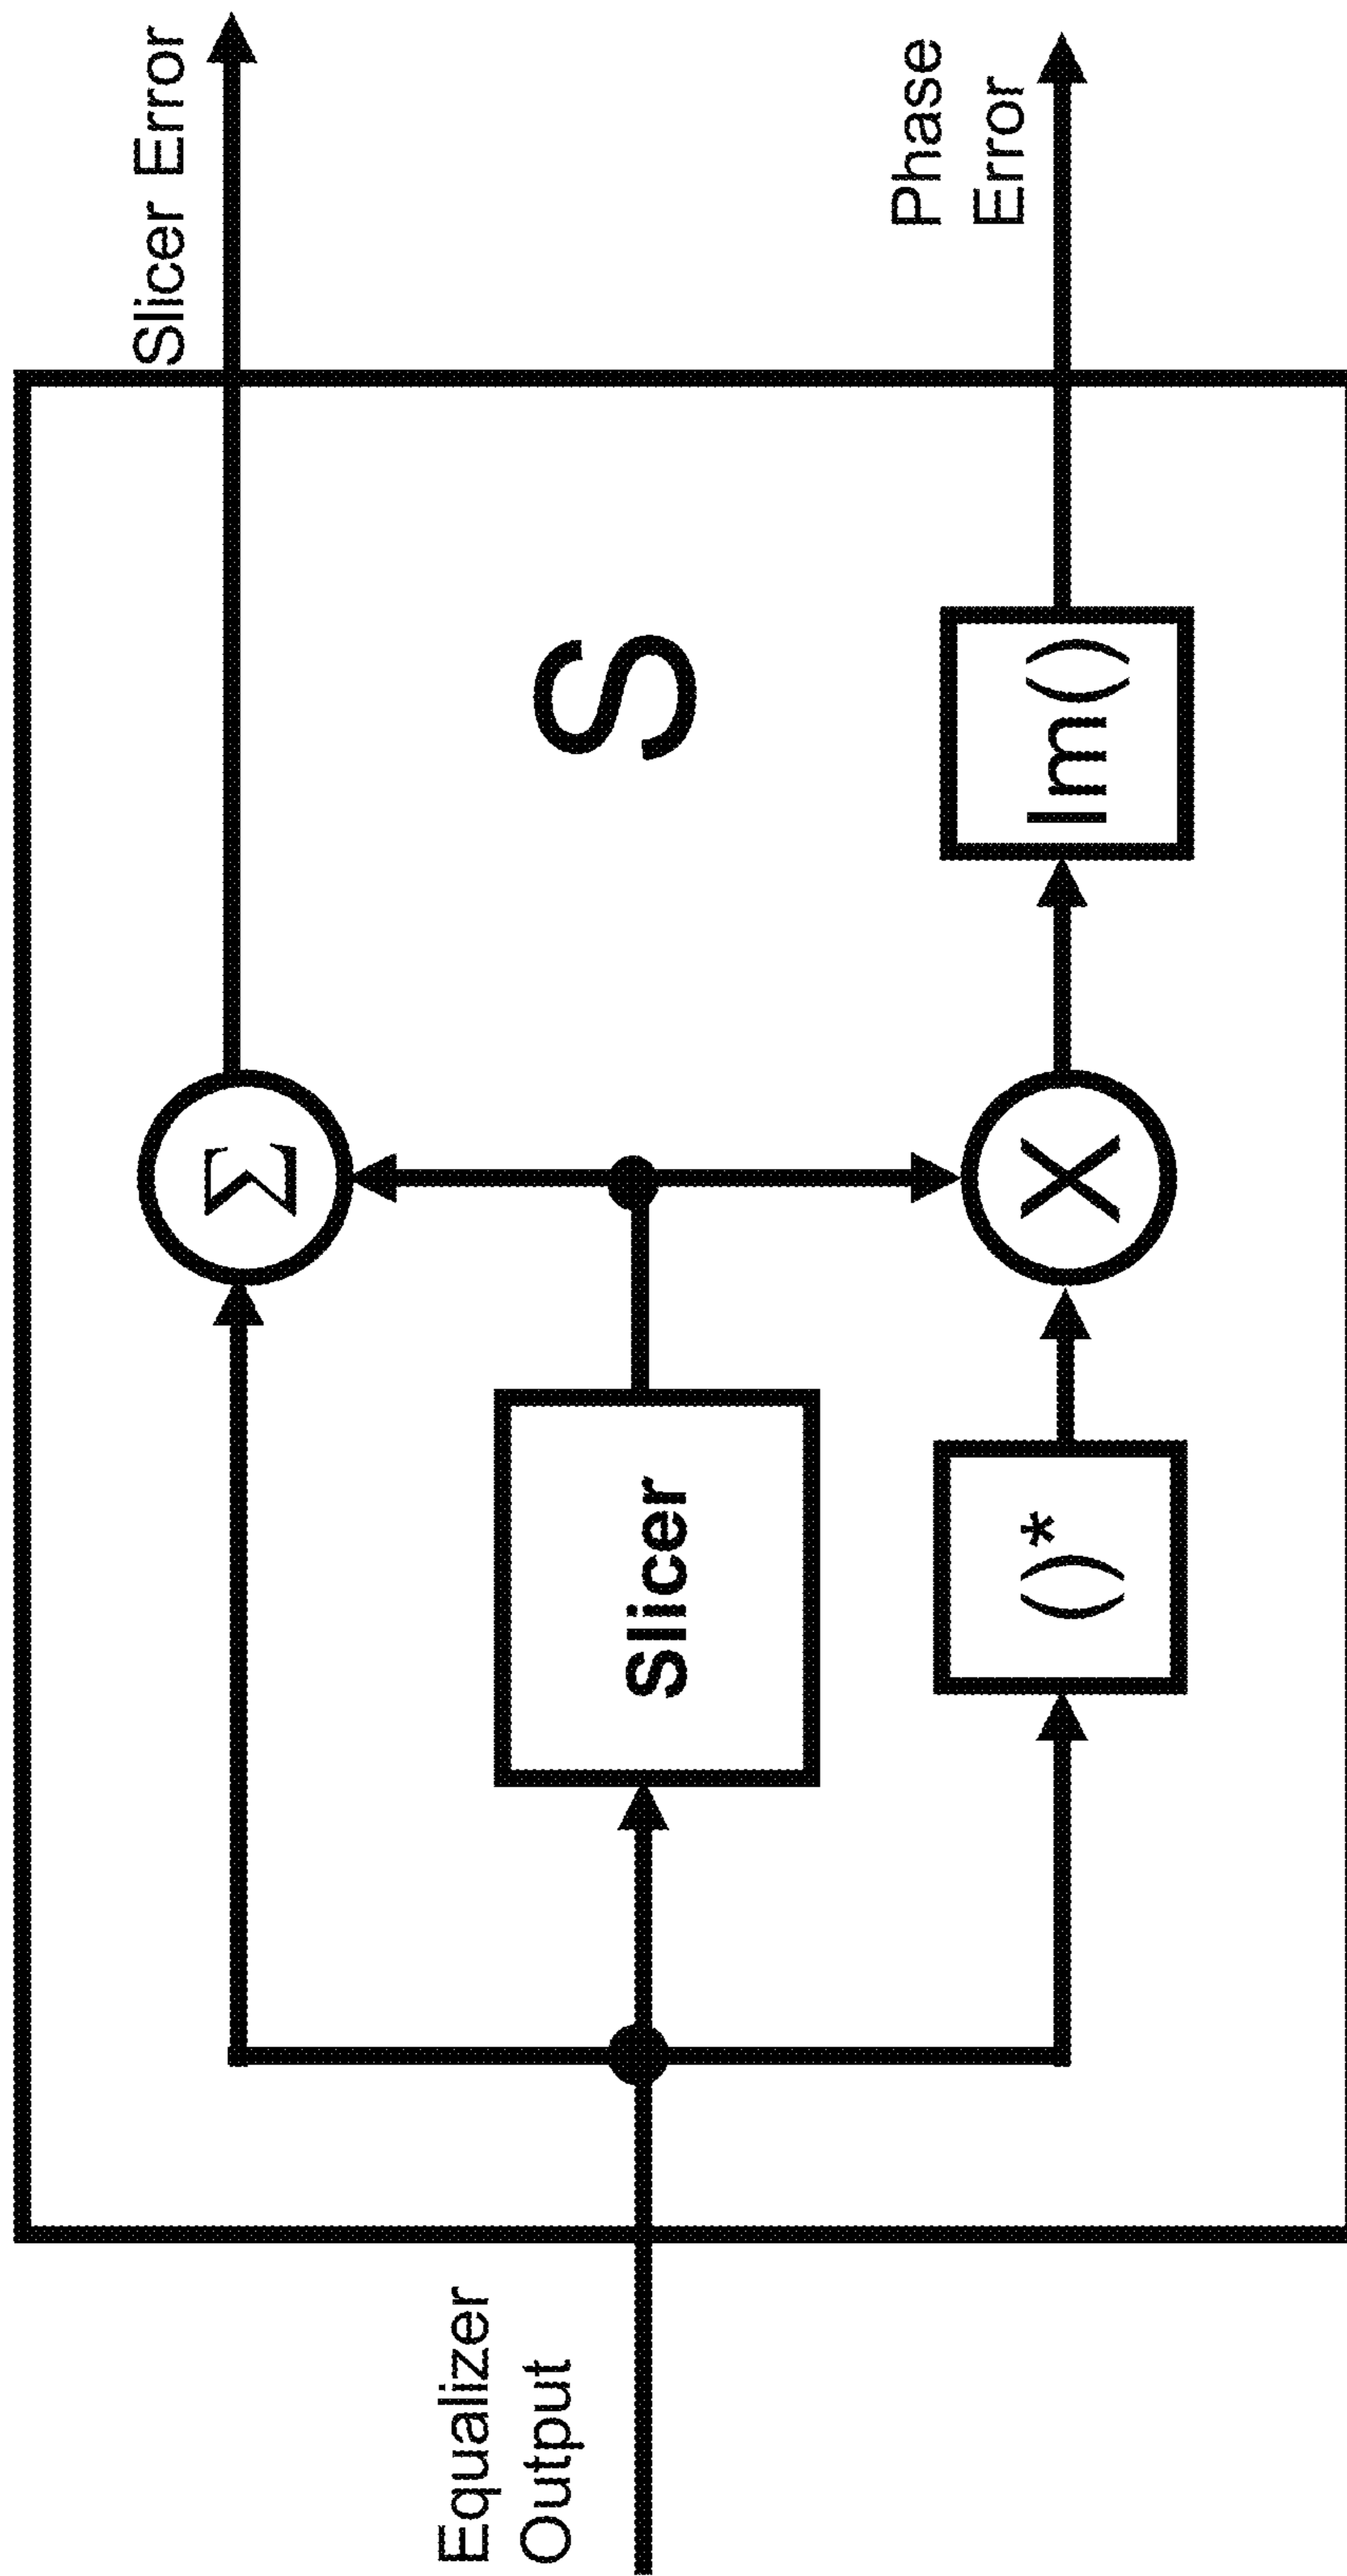 Slicer Error
Σ
S
Equalizer
Output
Slicer
Phase
Error
()*
X
Im()